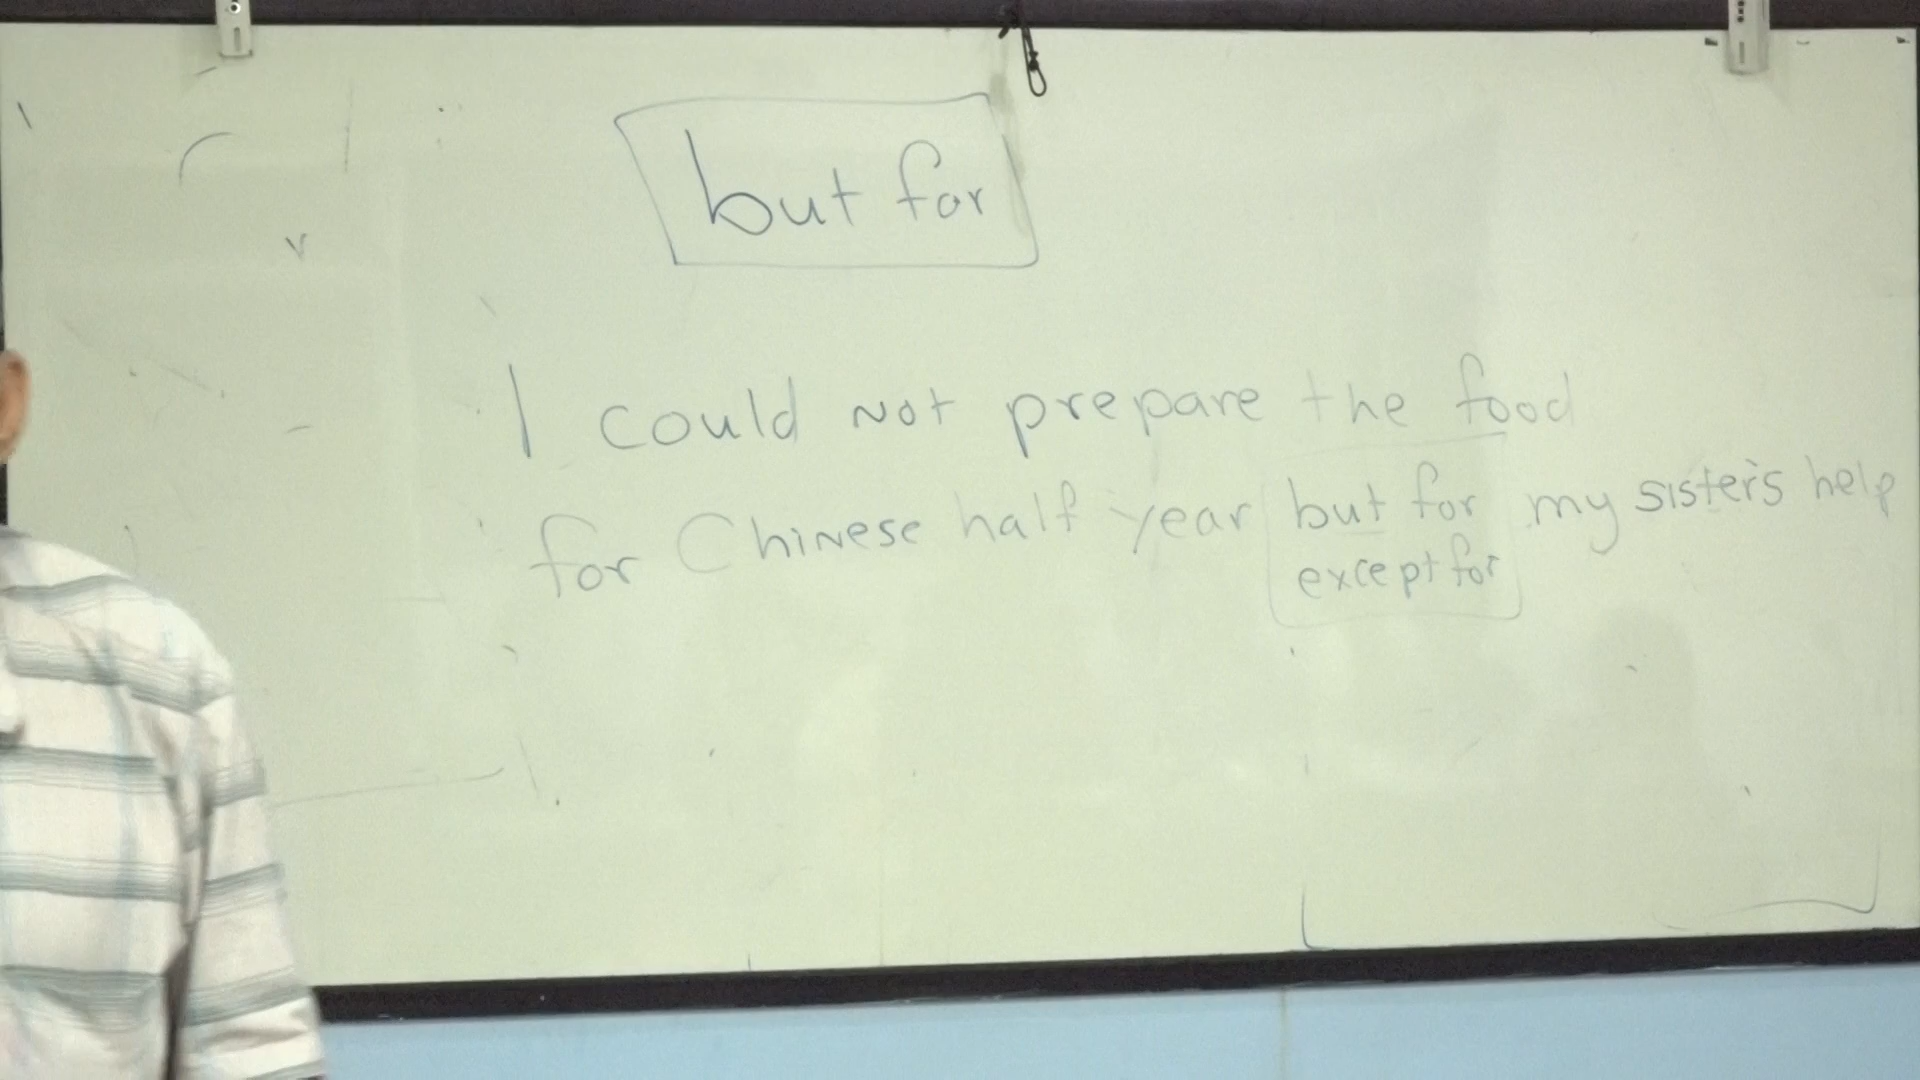 but for
I could not prepare the food
for Chinese half year but for my sister's help
except for